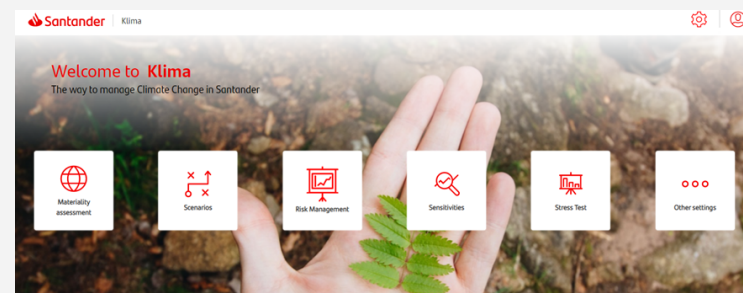 Santander Klima
Welcome to Klima
The way to manage Climate Change in Santander
Materiality
assessment
Scenarios
Risk Management
Sensitivities
Stress Test
Other settings